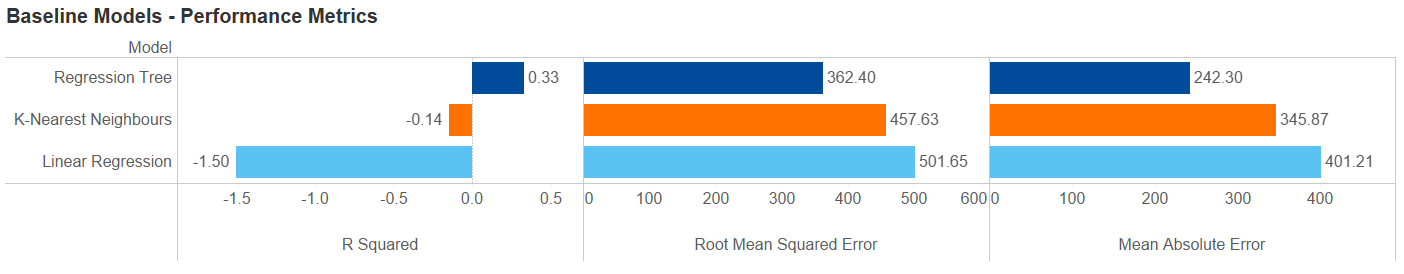 Baseline Models - Performance Metrics
Model
Regression Tree 0.33 362.40 242.30
K-Nearest Neighbours -0.14 457.63 345.87
Linear Regression -1.50 501.65 401.21
-1.5 -1.0 -0.5 0.0 0.5 0 100 200 300 400 500 600 0 100 200 300 400
R Squared Root Mean Squared Error Mean Absolute Error